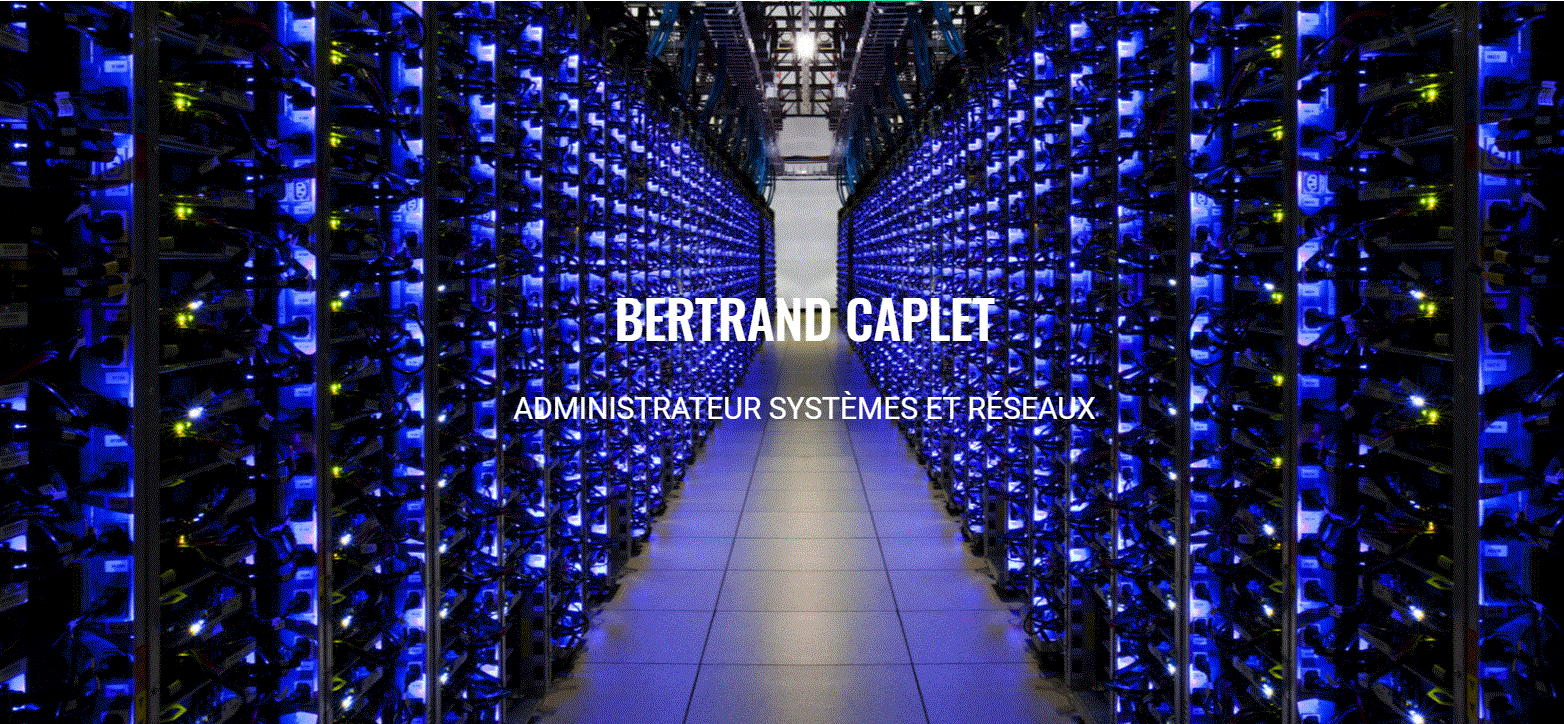 BERTRAND CAPLET
ADMINISTRATEUR SYSTÈMES ET RÉSEAUX